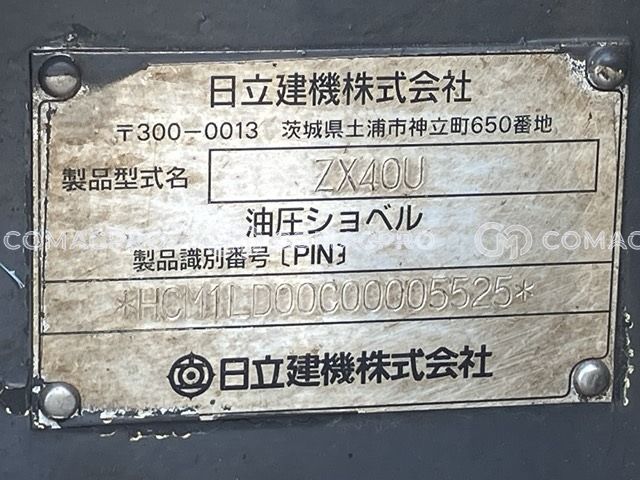 日立建機株式会社
〒300-0013 茨城県土浦市神立町650番地
製品型式名 ZX40U
油圧ショベル
製品識別番号〔PIN〕
*HCM1LD00C00005525*
日立建機株式会社